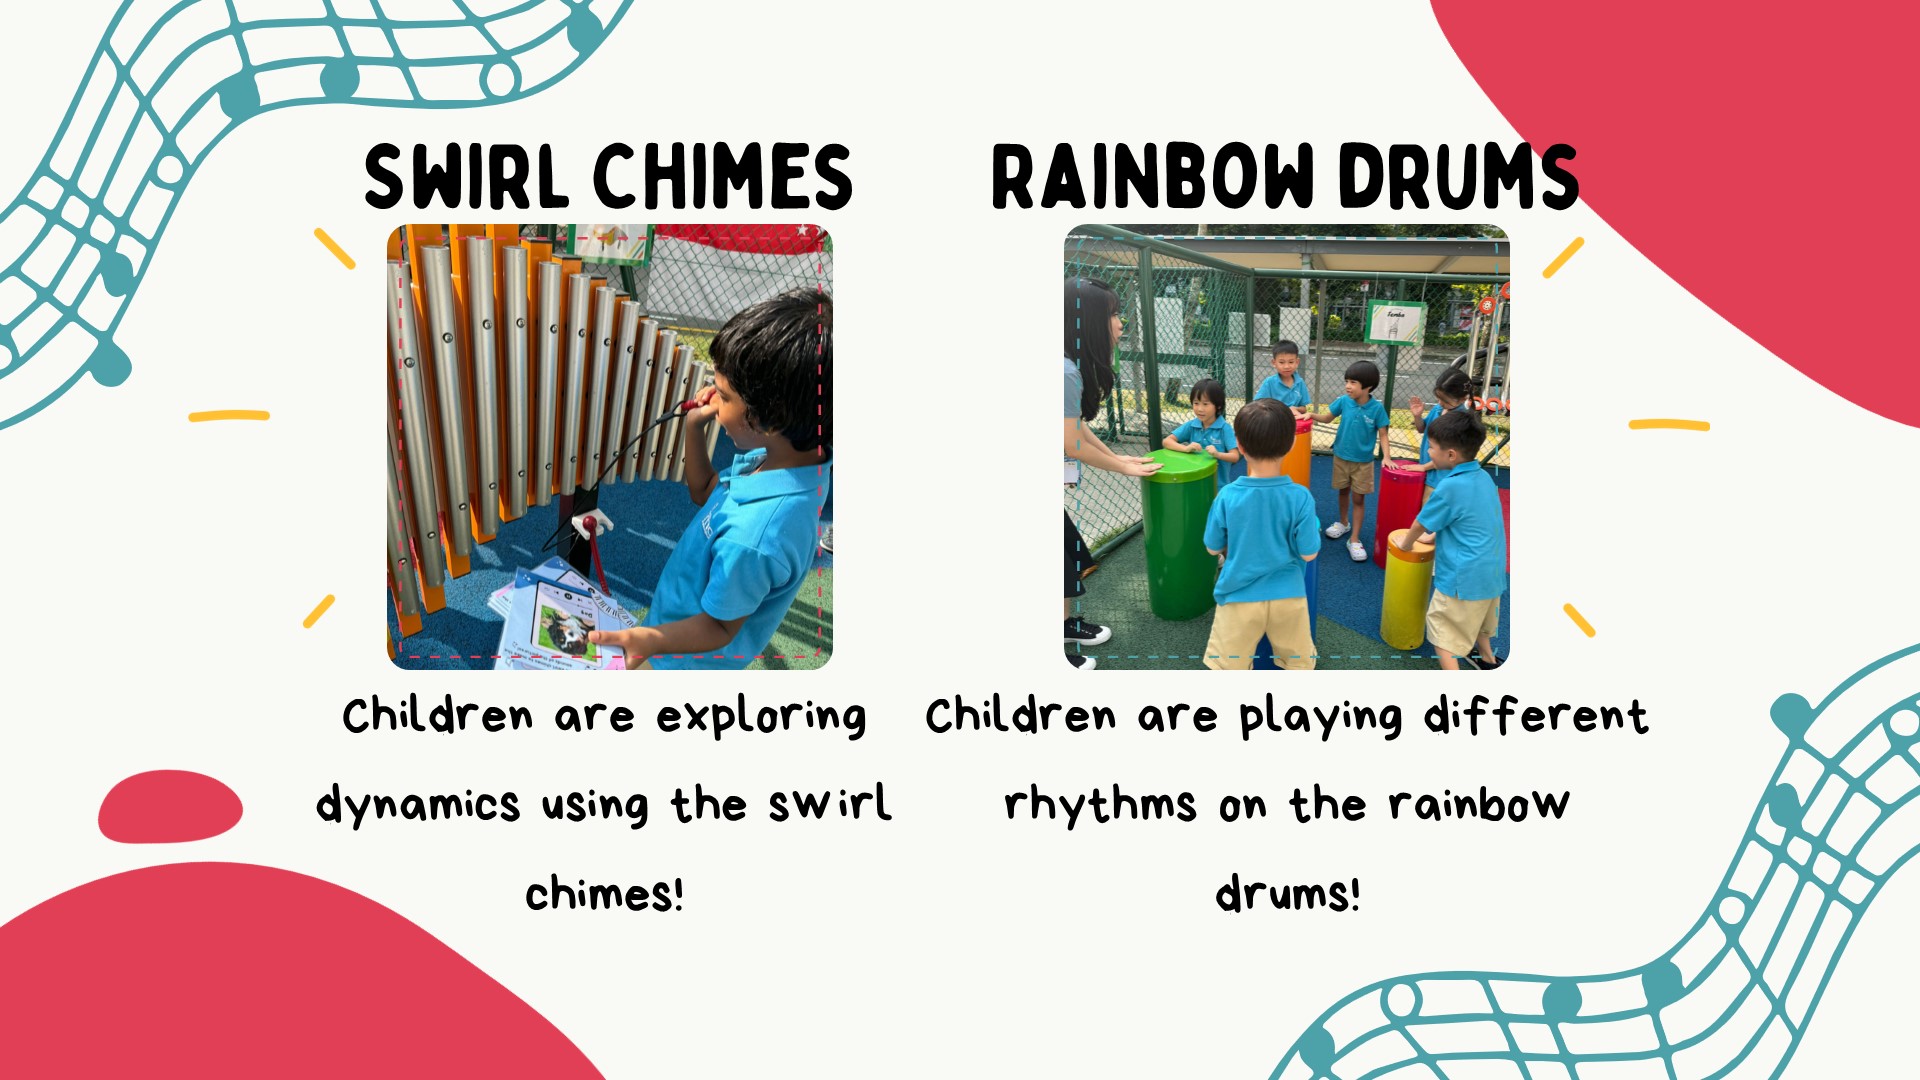 SWIRL CHIMES
RAINBOW DRUMS
Samba
Children are exploring
dynamics using the swirl
chimes!
Children are playing different
rhythms on the rainbow
drums!